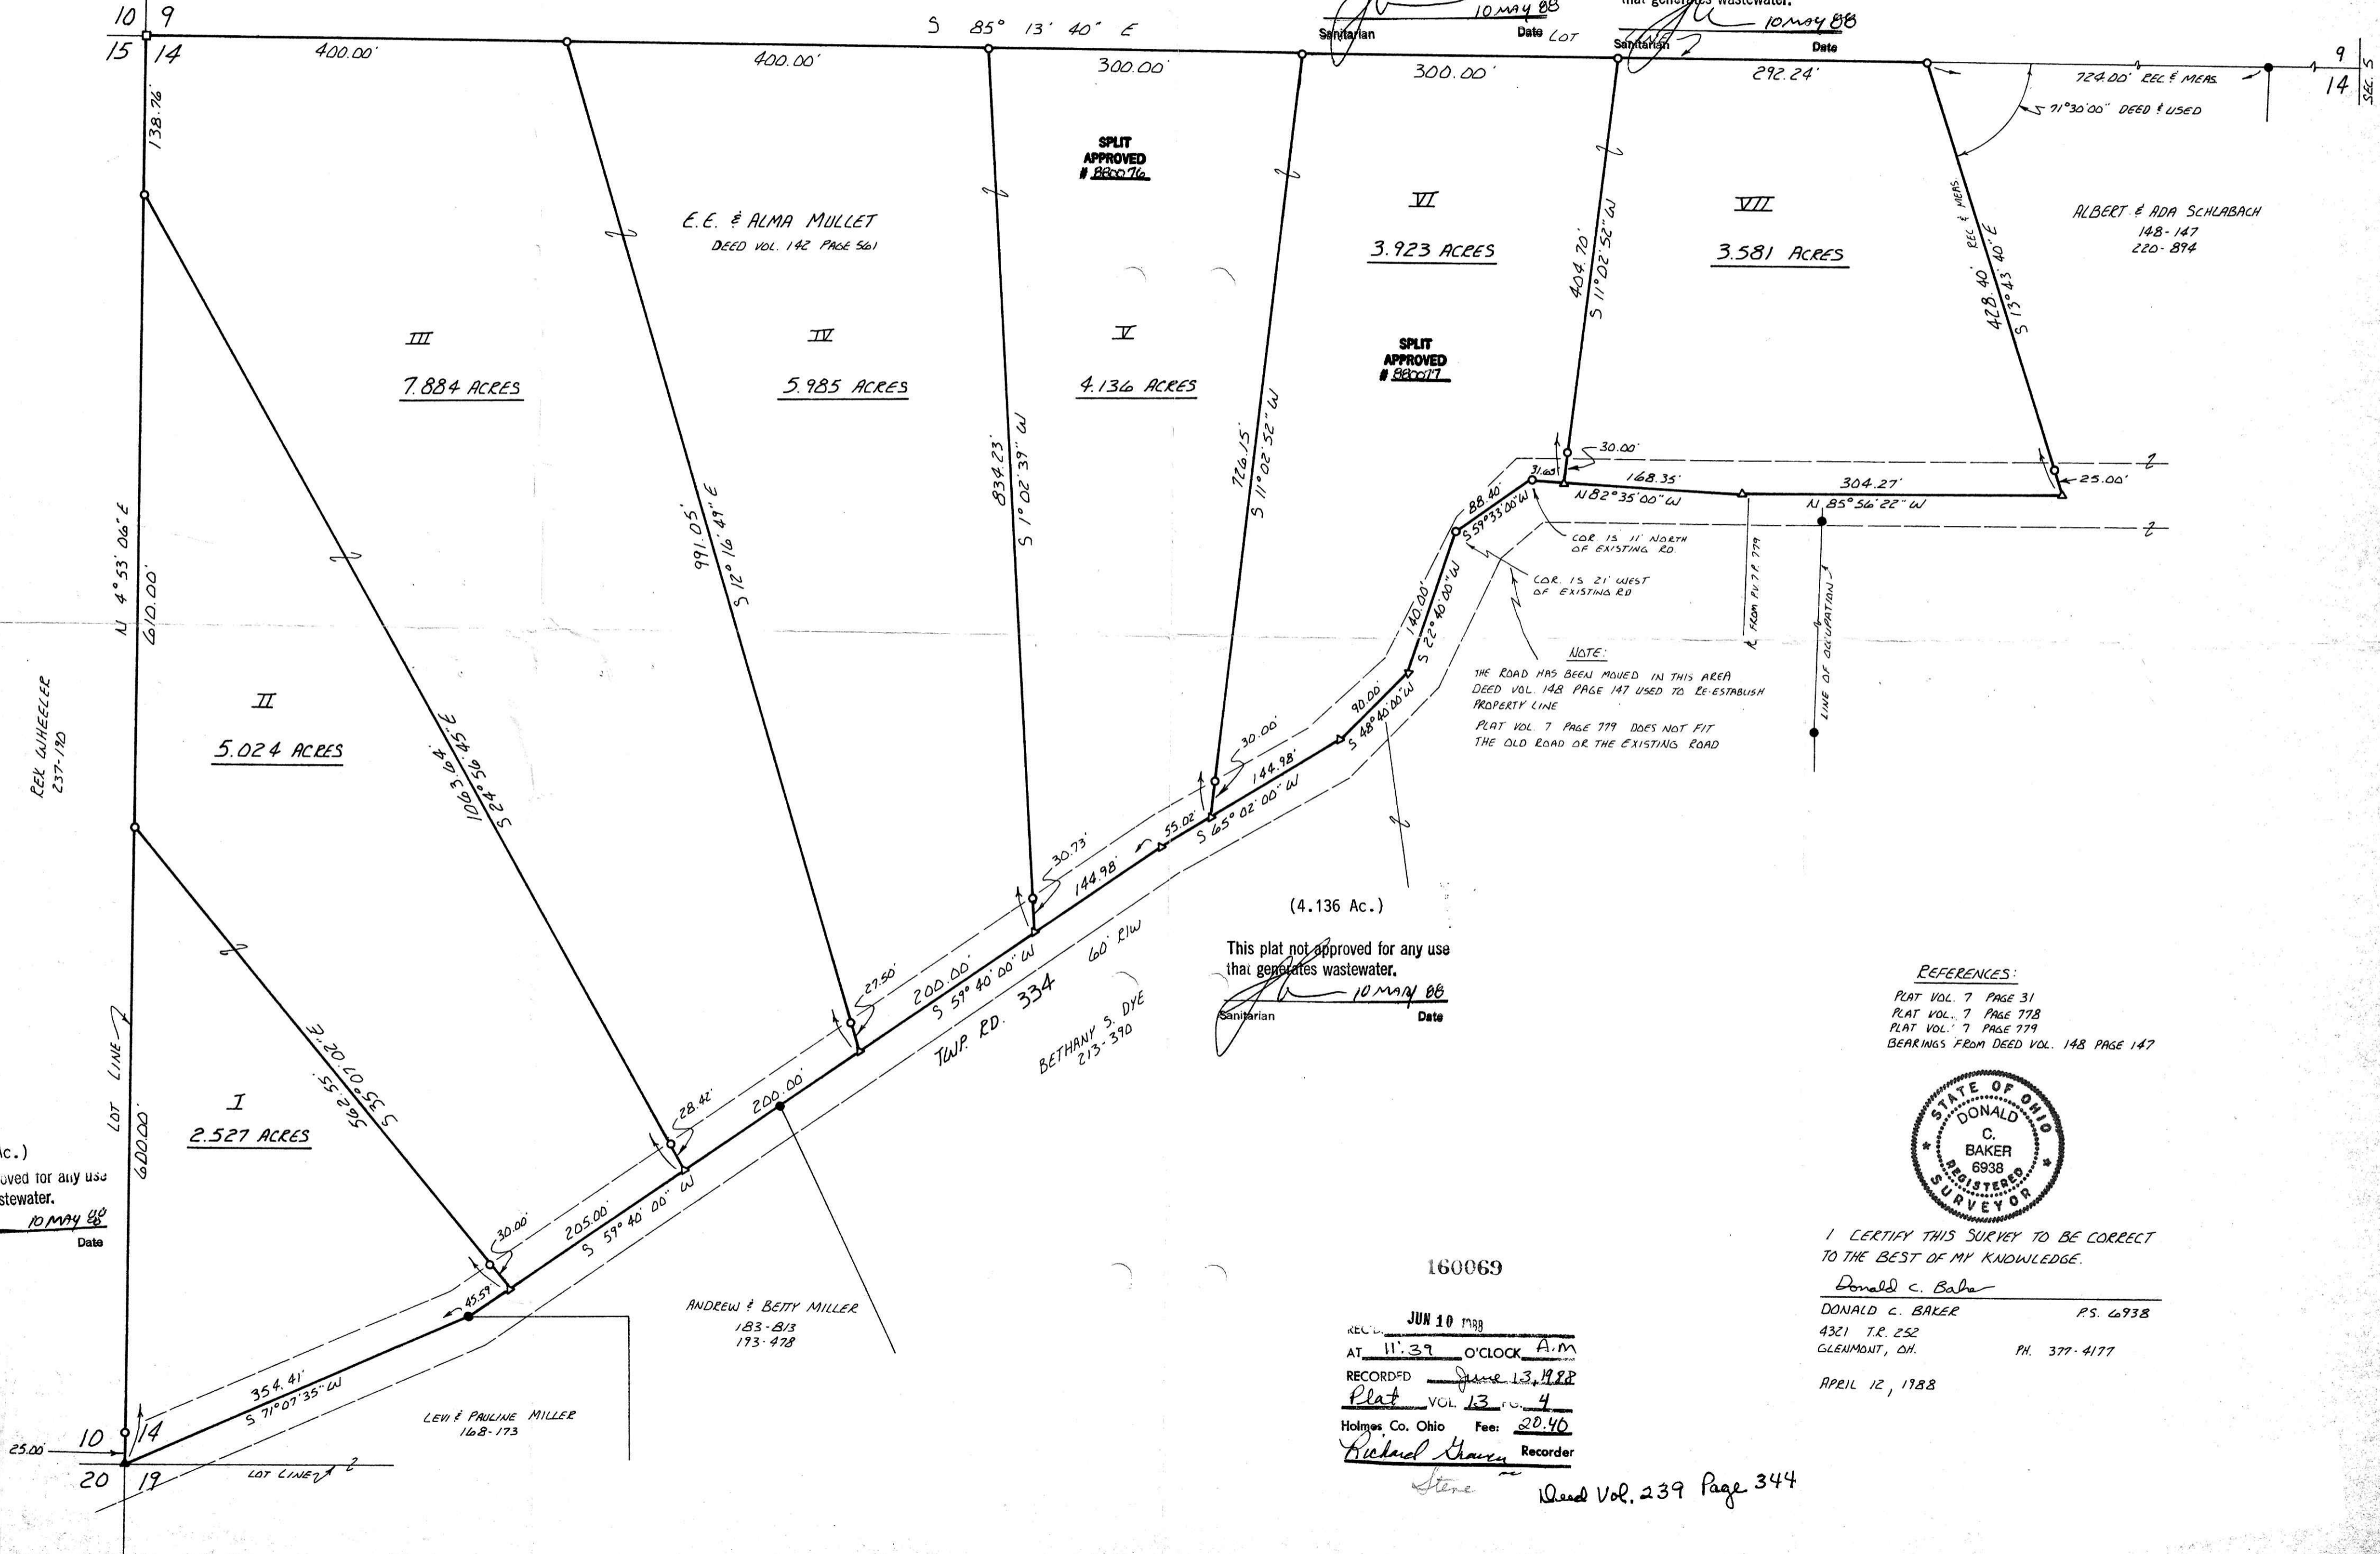 10 9
15 14
S 85° 13' 40" E
400.00'
400.00'
300.00'
300.00'
292.24'
LOT LINE
10 MAY 88
Sanitarian Date
that generates wastewater.
10 MAY 88
Sanitarian Date
724.00' REC & MEAS.
71°30'00" DEED & USED
9
14
SEC. 5
138.76'
SPLIT
APPROVED
# 880076
E.E. & ALMA MULLET
DEED VOL. 142 PAGE 561
VI
3.923 ACRES
VII
3.581 ACRES
ALBERT & ADA SCHLABACH
148-147
220-894
404.70'
S 11° 02' 52" W
428.40' REC & MEAS.
S 13° 43' 40" E
III
7.884 ACRES
IV
5.985 ACRES
V
4.136 ACRES
SPLIT
APPROVED
# 880077
834.23'
S 1° 02' 39" W
726.15'
S 11° 02' 52" W
991.05'
S 12° 16' 49" E
N 4° 53' 06" E
610.00'
30.00'
31.65'
168.35'
N 82° 35' 00" W
304.27'
N 85° 56' 22" W
25.00'
88.40'
S 59° 33' 00" W
COR. IS 11' NORTH
OF EXISTING RD.
COR. IS 21' WEST
OF EXISTING RD
140.00'
S 22° 40' 00" W
FROM P.V. 7 P. 779
LINE OF OCCUPATION
NOTE:
THE ROAD HAS BEEN MOVED IN THIS AREA
DEED VOL. 148 PAGE 147 USED TO RE-ESTABLISH
PROPERTY LINE
PLAT VOL. 7 PAGE 779 DOES NOT FIT
THE OLD ROAD OR THE EXISTING ROAD
90.00'
S 48° 40' 00" W
REX WHEELER
237-190
II
5.024 ACRES
1063.64'
S 24° 56' 45" E
30.00'
144.98'
S 65° 02' 00" W
55.02'
30.73'
144.98'
(4.136 Ac.)
This plat not approved for any use
that generates wastewater.
10 MAY 88
Sanitarian Date
27.50'
200.00'
S 59° 40' 00" W
TWP. RD. 334 60' R/W
BETHANY S. DYE
213-390
REFERENCES:
PLAT VOL. 7 PAGE 31
PLAT VOL. 7 PAGE 778
PLAT VOL. 7 PAGE 779
BEARINGS FROM DEED VOL. 148 PAGE 147
STATE OF OHIO
DONALD
C.
BAKER
6938
REGISTERED
SURVEYOR
I CERTIFY THIS SURVEY TO BE CORRECT
TO THE BEST OF MY KNOWLEDGE.
Donald C. Baker
DONALD C. BAKER P.S. 6938
4321 T.R. 252
GLENMONT, OH. PH. 377-4177
APRIL 12, 1988
LOT LINE
600.00'
562.55'
S 35° 07' 02" E
I
2.527 ACRES
28.42'
200.00'
Ac.)
oved for any use
stewater.
10 MAY 88
Date
30.00'
205.00'
S 59° 40' 00" W
45.59'
ANDREW & BETTY MILLER
183-813
193-478
160069
REC'D. JUN 10 1988
AT 11:39 O'CLOCK A.M
RECORDED June 13, 1988
Plat VOL. 13 PG. 4
Holmes Co. Ohio Fee: 20.40
Richard Graven Recorder
Steve
Deed Vol. 239 Page 344
354.41'
S 71° 07' 35" W
LEVI & PAULINE MILLER
168-173
25.00'
10 14
20 19
LOT LINE